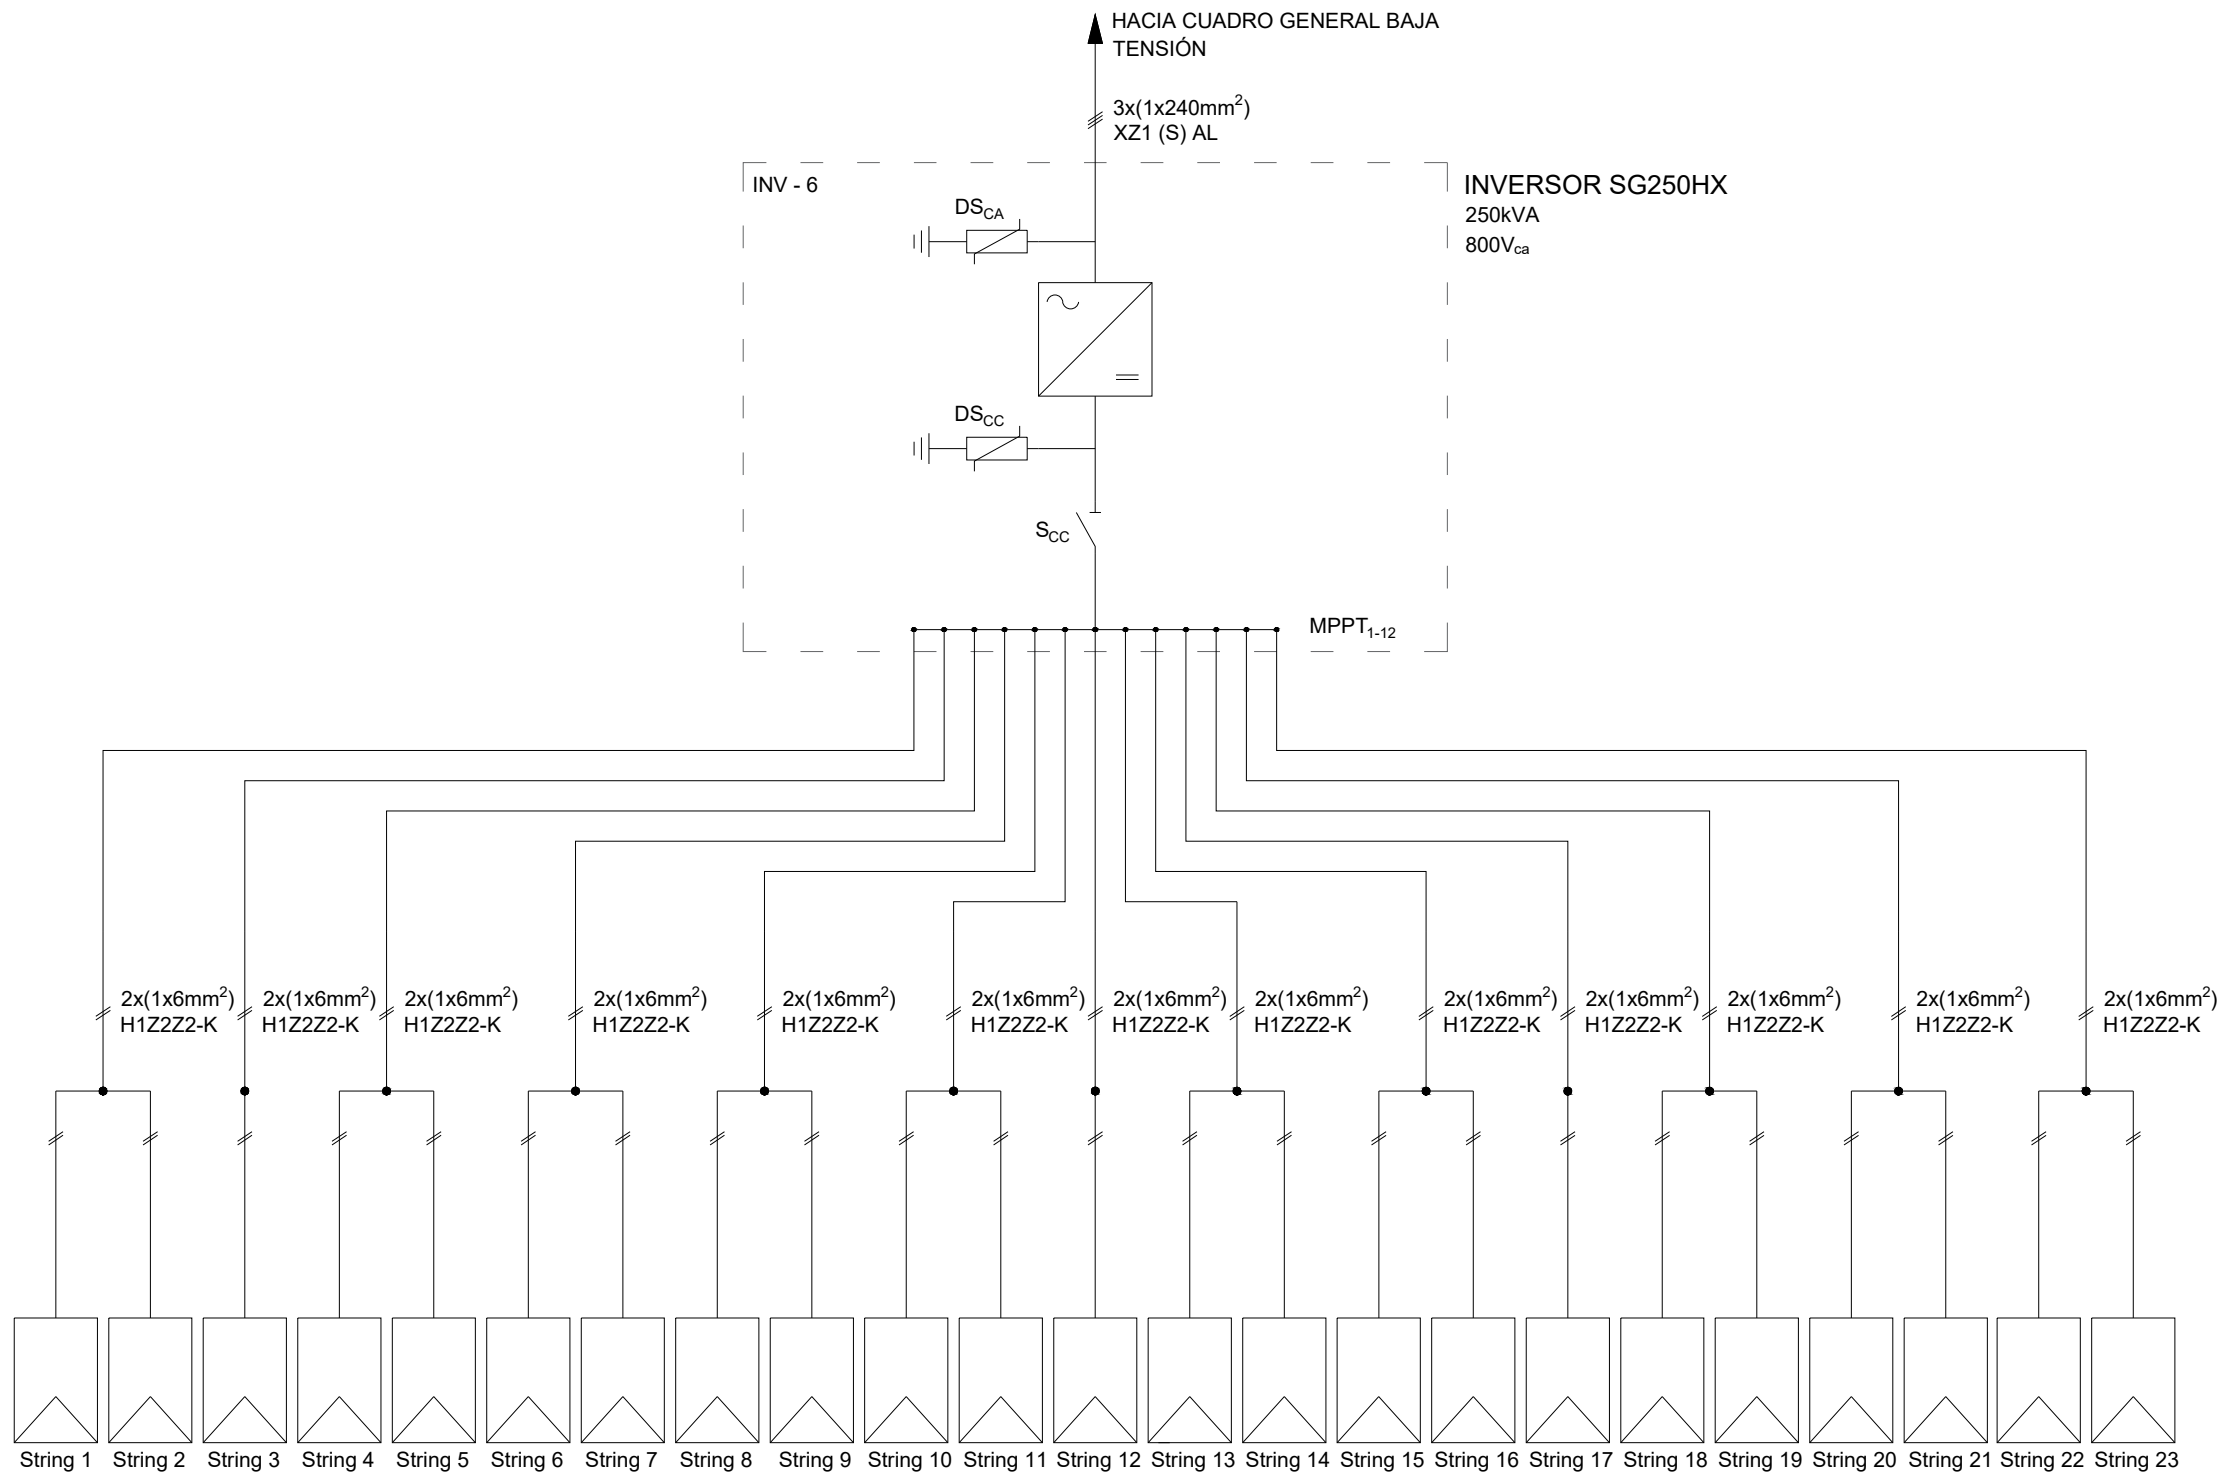 HACIA CUADRO GENERAL BAJA
TENSIÓN
3x(1x240mm²)
XZ1 (S) AL
INV - 6
INVERSOR SG250HX
250kVA
800Vca
DSCA
DSCC
SCC
MPPT1-12
2x(1x6mm²) 2x(1x6mm²) 2x(1x6mm²) 2x(1x6mm²) 2x(1x6mm²) 2x(1x6mm²) 2x(1x6mm²) 2x(1x6mm²) 2x(1x6mm²) 2x(1x6mm²) 2x(1x6mm²) 2x(1x6mm²) 2x(1x6mm²)
H1Z2Z2-K H1Z2Z2-K H1Z2Z2-K H1Z2Z2-K H1Z2Z2-K H1Z2Z2-K H1Z2Z2-K H1Z2Z2-K H1Z2Z2-K H1Z2Z2-K H1Z2Z2-K H1Z2Z2-K H1Z2Z2-K
String 1 String 2 String 3 String 4 String 5 String 6 String 7 String 8 String 9 String 10 String 11 String 12 String 13 String 14 String 15 String 16 String 17 String 18 String 19 String 20 String 21 String 22 String 23